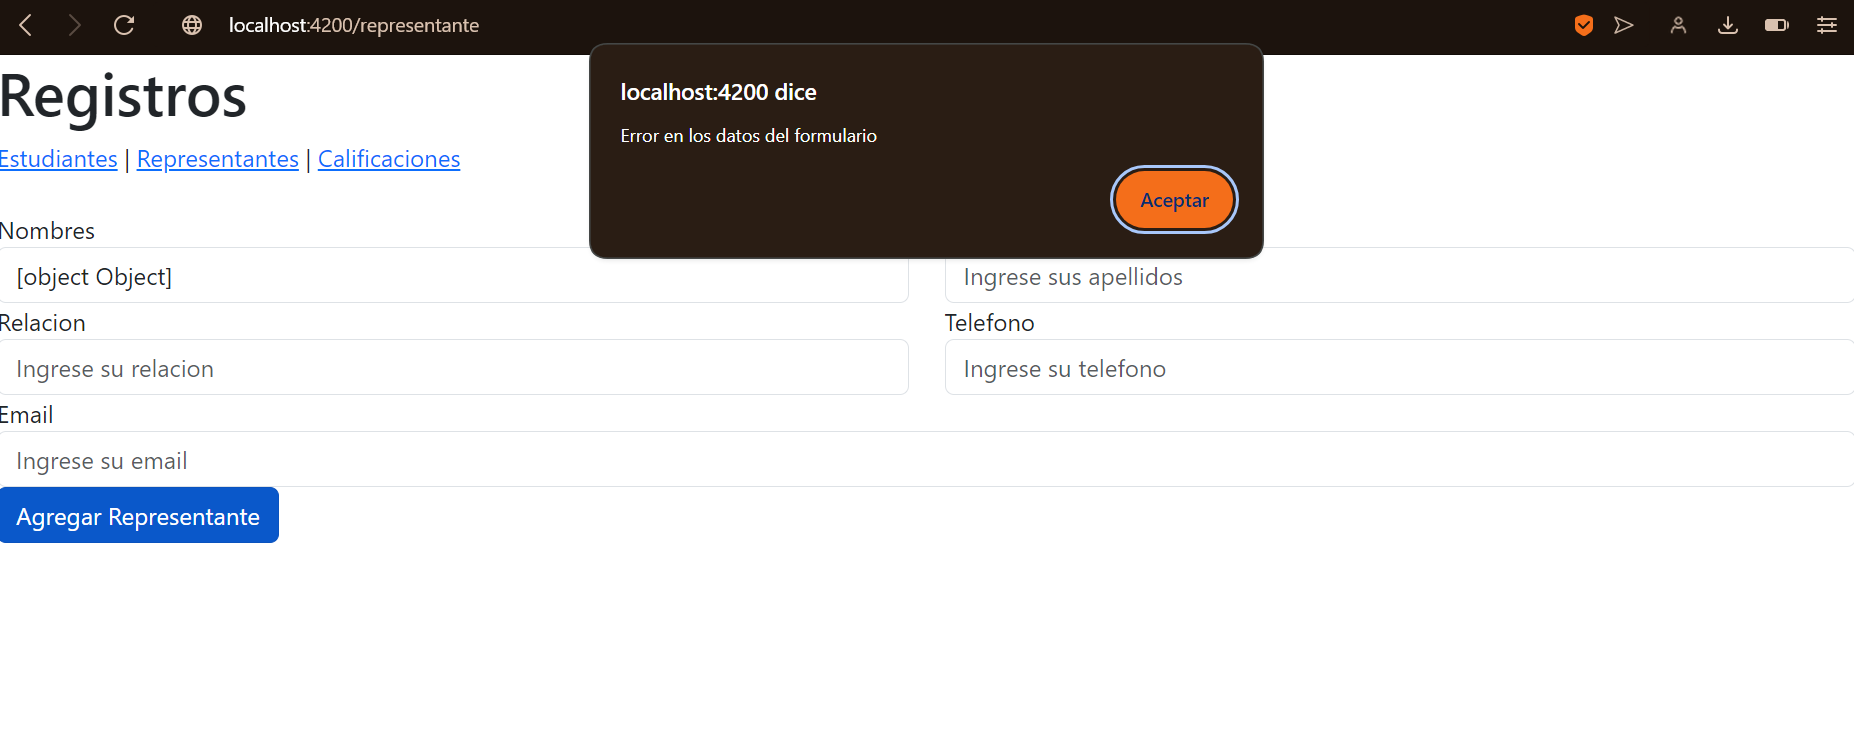 localhost:4200/representante
localhost:4200 dice
Error en los datos del formulario
Aceptar
Registros
Estudiantes | Representantes | Calificaciones
Nombres
[object Object]
Ingrese sus apellidos
Relacion
Telefono
Ingrese su relacion
Ingrese su telefono
Email
Ingrese su email
Agregar Representante